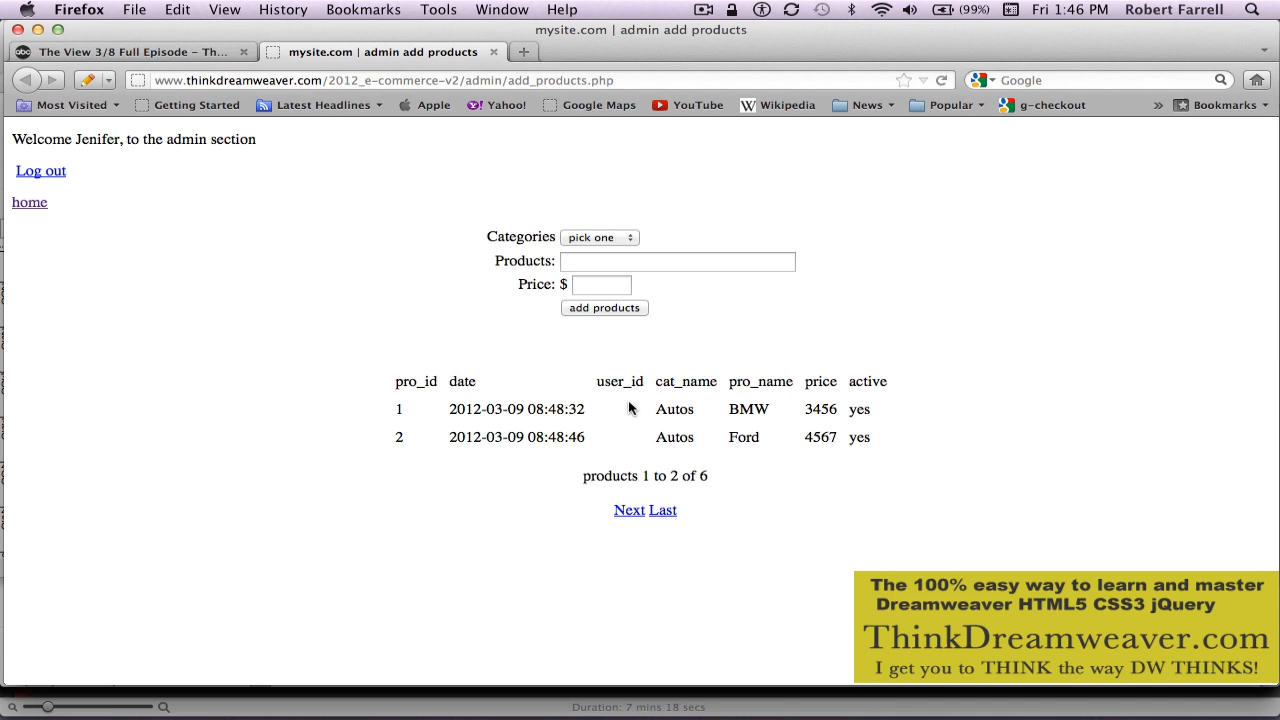 Firefox File Edit View History Bookmarks Tools Window Help (99%) Fri 1:46 PM Robert Farrell
mysite.com | admin add products
abc The View 3/8 Full Episode – Th... mysite.com | admin add products
www.thinkdreamweaver.com/2012_e-commerce-v2/admin/add_products.php Google
Most Visited Getting Started Latest Headlines Apple Yahoo! Google Maps YouTube Wikipedia News Popular g-checkout » Bookmarks
Welcome Jenifer, to the admin section
Log out
home
Categories pick one
Products:
Price: $
add products
pro_id date user_id cat_name pro_name price active
1 2012-03-09 08:48:32 Autos BMW 3456 yes
2 2012-03-09 08:48:46 Autos Ford 4567 yes
products 1 to 2 of 6
Next Last
The 100% easy way to learn and master
Dreamweaver HTML5 CSS3 jQuery
ThinkDreamweaver.com
I get you to THINK the way DW THINKS!
Duration: 7 mins 18 secs